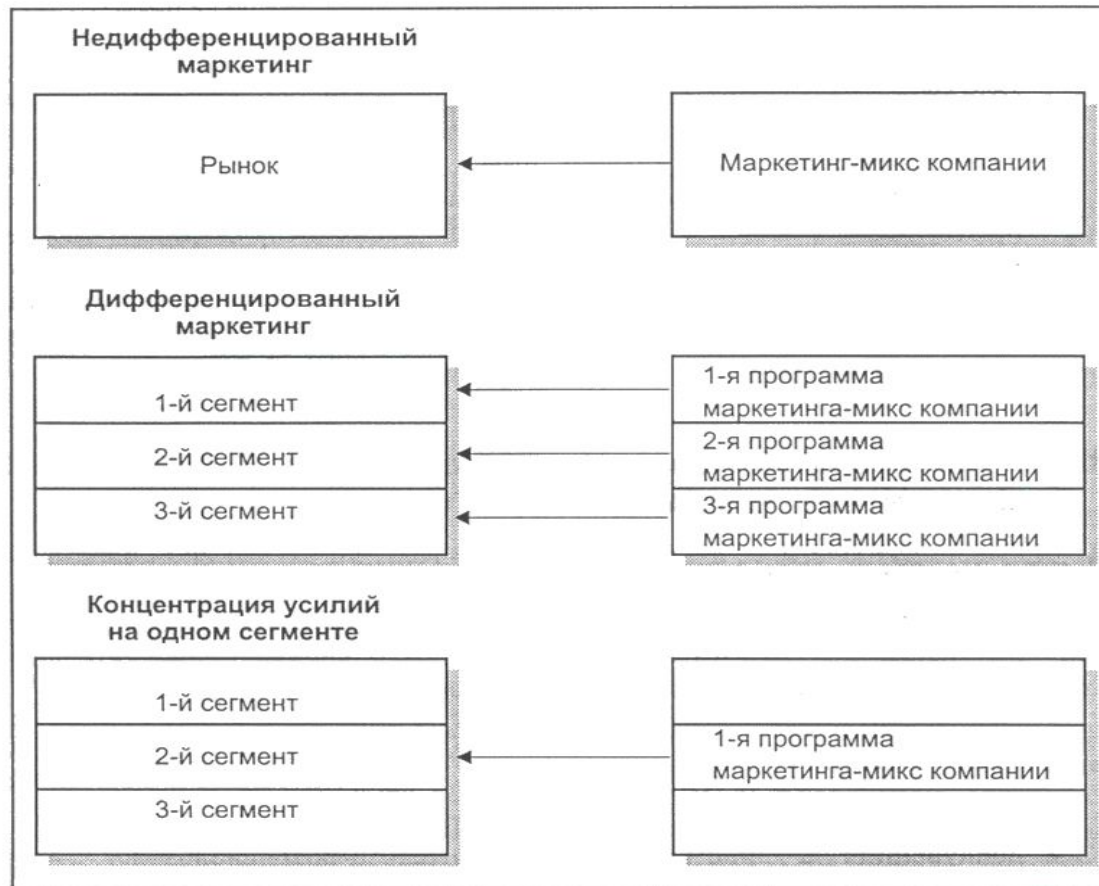 Недифференцированный
маркетинг
Рынок
Маркетинг-микс компании
Дифференцированный
маркетинг
1-й сегмент
2-й сегмент
3-й сегмент
1-я программа
маркетинга-микс компании
2-я программа
маркетинга-микс компании
3-я программа
маркетинга-микс компании
Концентрация усилий
на одном сегменте
1-й сегмент
2-й сегмент
3-й сегмент
1-я программа
маркетинга-микс компании